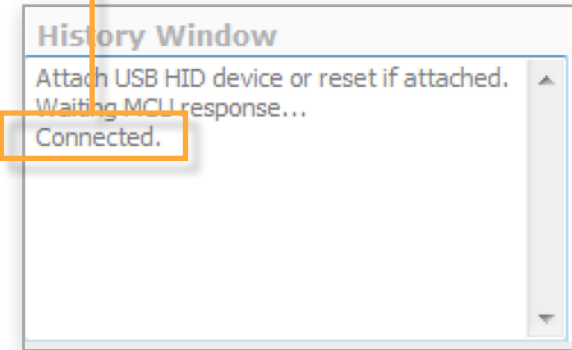 History Window
Attach USB HID device or reset if attached.
Waiting MCU response...
Connected.